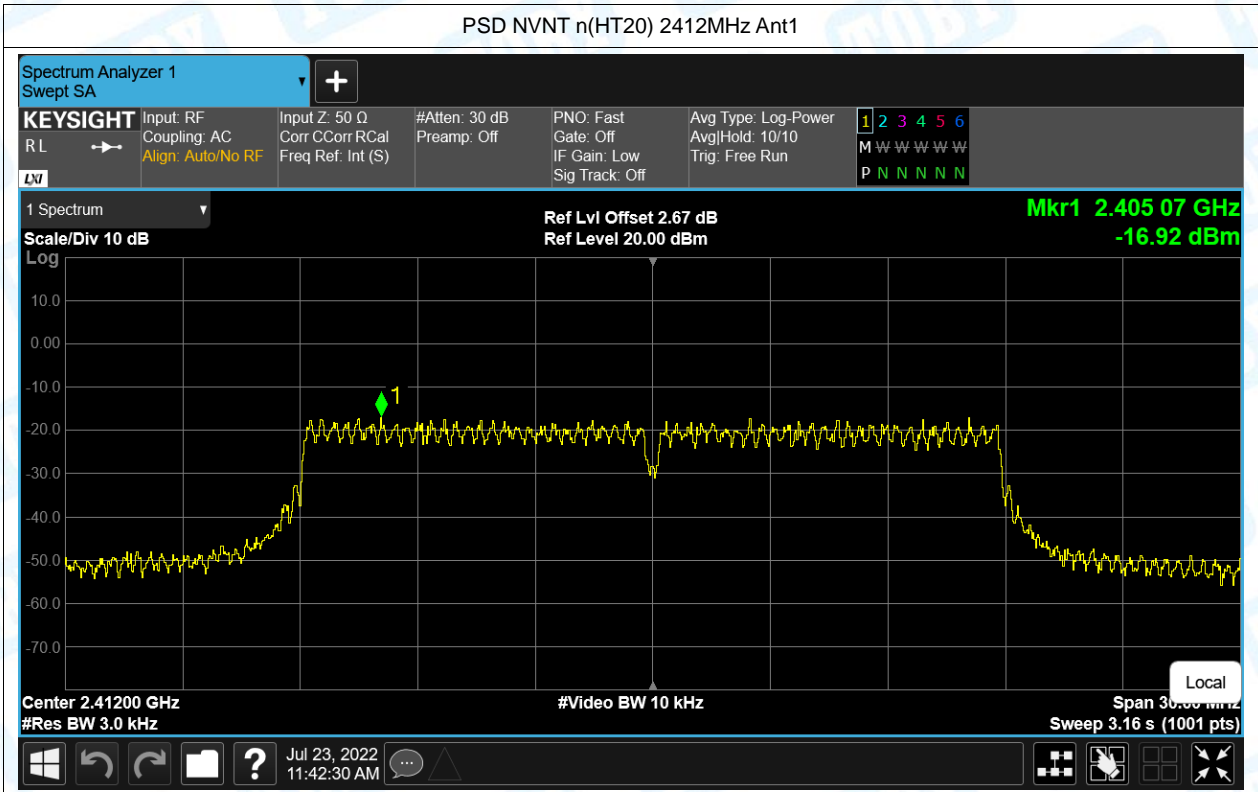 PSD NVNT n(HT20) 2412MHz Ant1
Spectrum Analyzer 1
Swept SA
KEYSIGHT
R L
LXI
Input: RF
Coupling: AC
Align: Auto/No RF
Input Z: 50 Ω
Corr CCorr RCal
Freq Ref: Int (S)
#Atten: 30 dB
Preamp: Off
PNO: Fast
Gate: Off
IF Gain: Low
Sig Track: Off
Avg Type: Log-Power
Avg|Hold: 10/10
Trig: Free Run
1 2 3 4 5 6
M W W W W W
P N N N N N
1 Spectrum
Scale/Div 10 dB
Log
Ref Lvl Offset 2.67 dB
Ref Level 20.00 dBm
Mkr1 2.405 07 GHz
-16.92 dBm
10.0
0.00
-10.0
1
-20.0
-30.0
-40.0
-50.0
-60.0
-70.0
Local
Center 2.41200 GHz
#Res BW 3.0 kHz
#Video BW 10 kHz
Span 30.00 MHz
Sweep 3.16 s (1001 pts)
?
Jul 23, 2022
11:42:30 AM